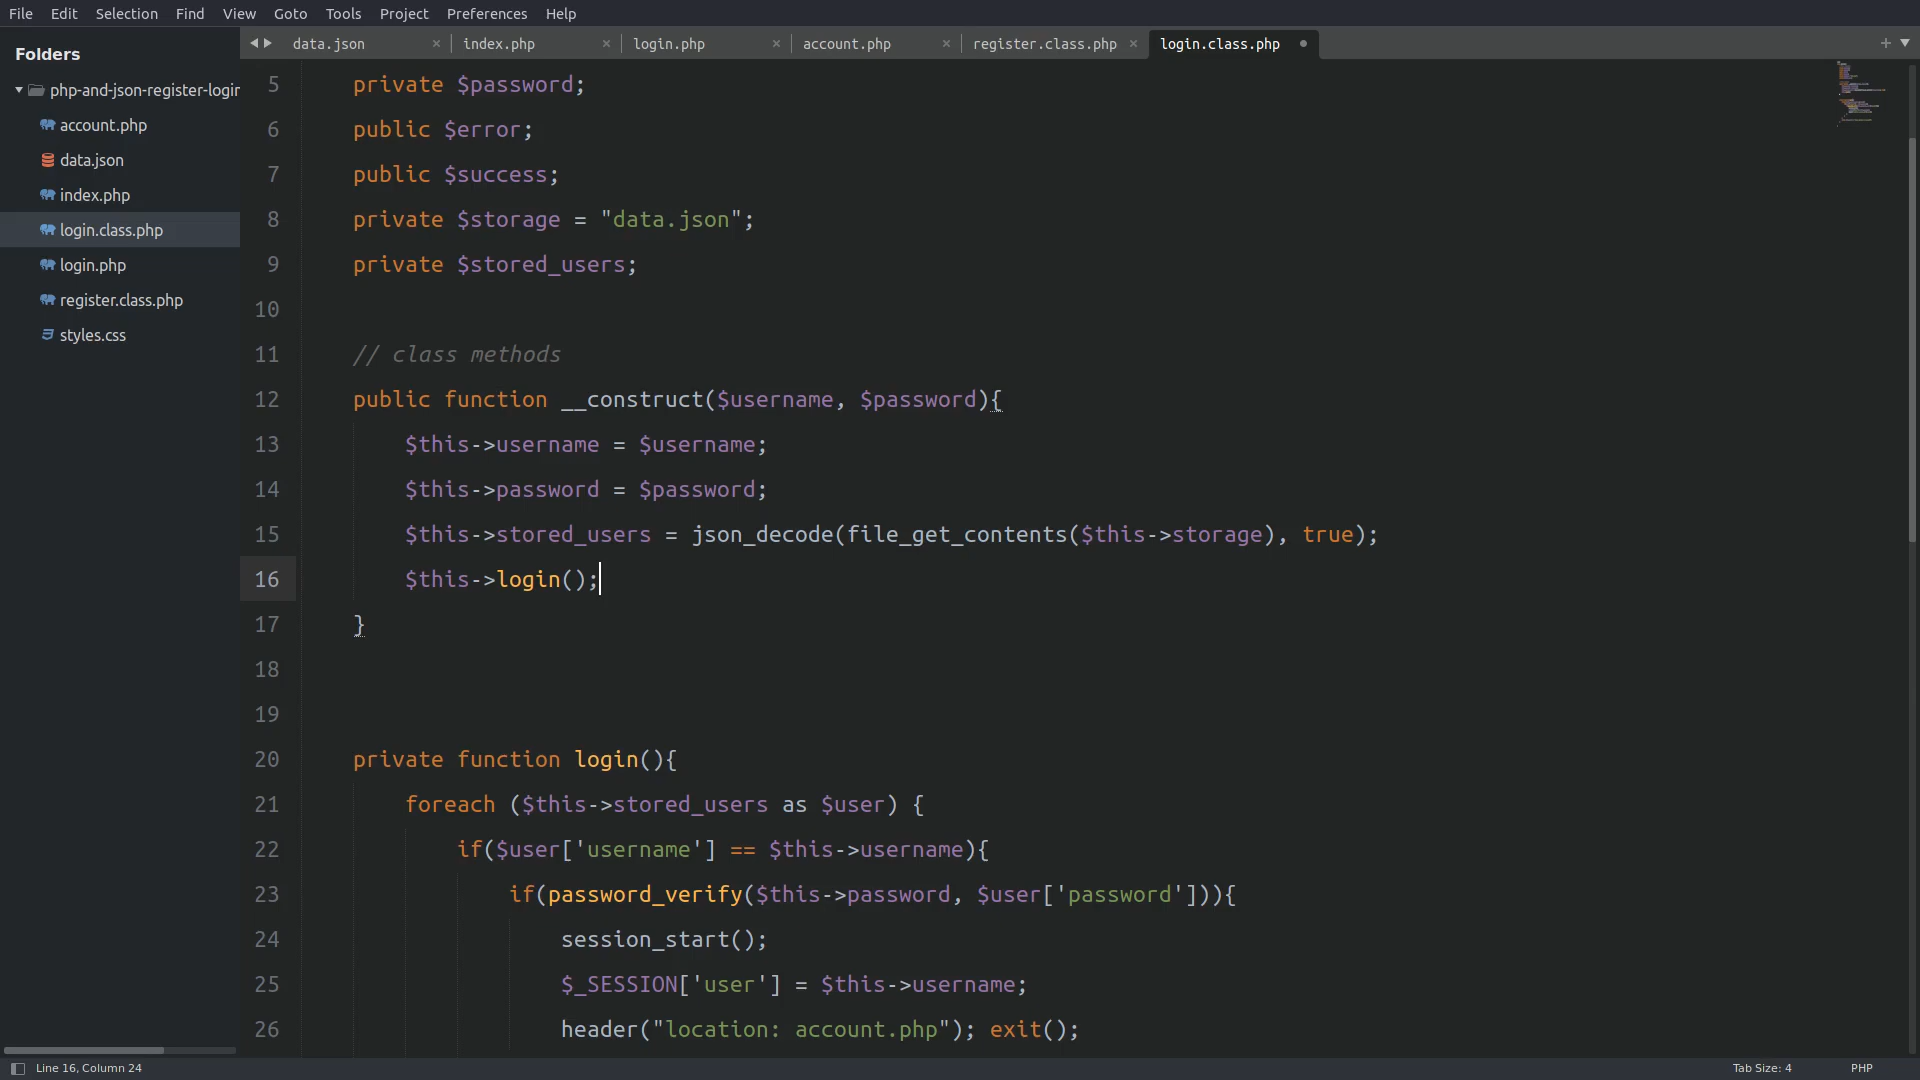 File Edit Selection Find View Goto Tools Project Preferences Help
Folders
php-and-json-register-login
account.php
data.json
index.php
login.class.php
login.php
register.class.php
styles.css
data.json × index.php × login.php × account.php × register.class.php × login.class.php
5 private $password;
6 public $error;
7 public $success;
8 private $storage = "data.json";
9 private $stored_users;
10
11 // class methods
12 public function __construct($username, $password){
13 $this->username = $username;
14 $this->password = $password;
15 $this->stored_users = json_decode(file_get_contents($this->storage), true);
16 $this->login();
17 }
18
19
20 private function login(){
21 foreach ($this->stored_users as $user) {
22 if($user['username'] == $this->username){
23 if(password_verify($this->password, $user['password'])){
24 session_start();
25 $_SESSION['user'] = $this->username;
26 header("location: account.php"); exit();
Line 16, Column 24
Tab Size: 4 PHP